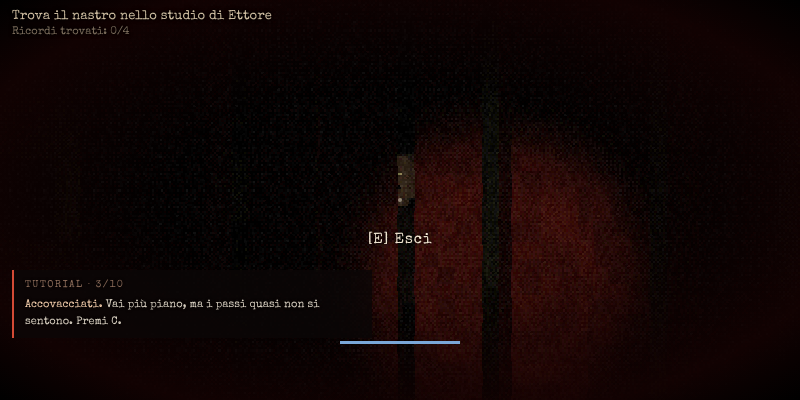 Trova il nastro nello studio di Ettore
Ricordi trovati: 0/4
[E] Esci
TUTORIAL · 3/10
Accovacciati. Vai più piano, ma i passi quasi non si
sentono. Premi C.